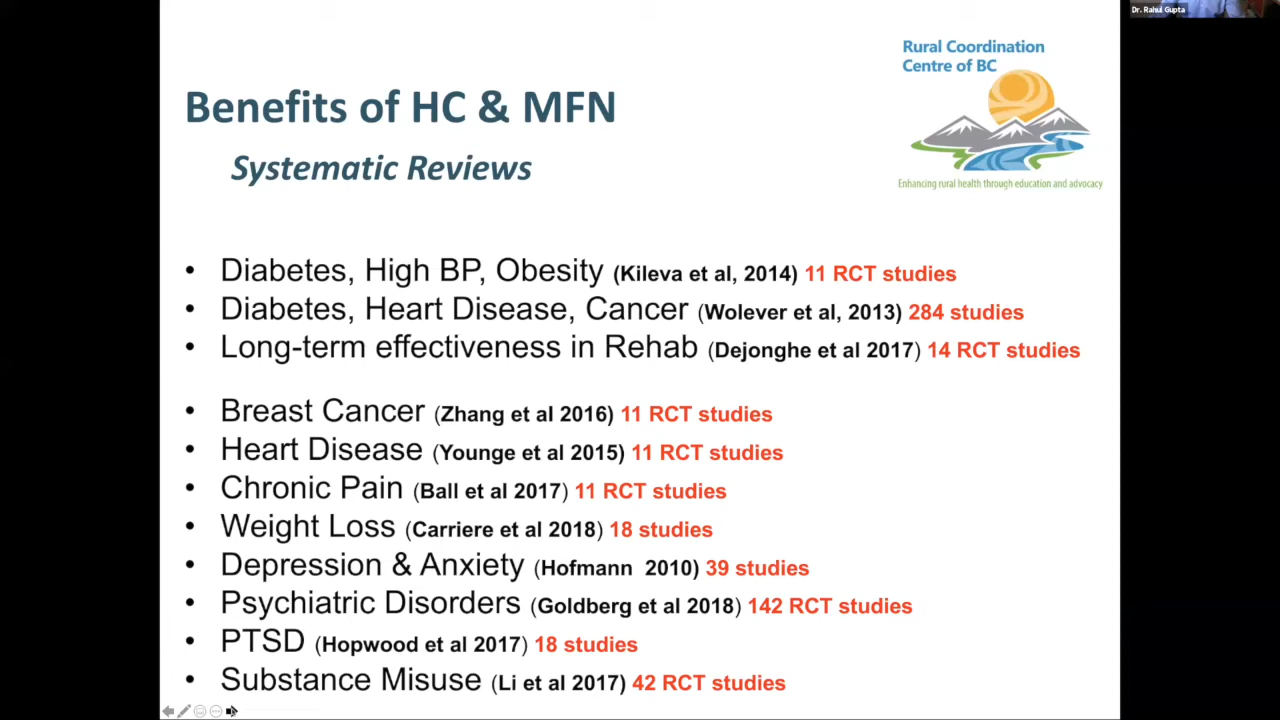 Dr. Rahul Gupta
Rural Coordination
Centre of BC
Enhancing rural health through education and advocacy
Benefits of HC & MFN
Systematic Reviews
• Diabetes, High BP, Obesity (Kileva et al, 2014) 11 RCT studies
• Diabetes, Heart Disease, Cancer (Wolever et al, 2013) 284 studies
• Long-term effectiveness in Rehab (Dejonghe et al 2017) 14 RCT studies
• Breast Cancer (Zhang et al 2016) 11 RCT studies
• Heart Disease (Younge et al 2015) 11 RCT studies
• Chronic Pain (Ball et al 2017) 11 RCT studies
• Weight Loss (Carriere et al 2018) 18 studies
• Depression & Anxiety (Hofmann 2010) 39 studies
• Psychiatric Disorders (Goldberg et al 2018) 142 RCT studies
• PTSD (Hopwood et al 2017) 18 studies
• Substance Misuse (Li et al 2017) 42 RCT studies